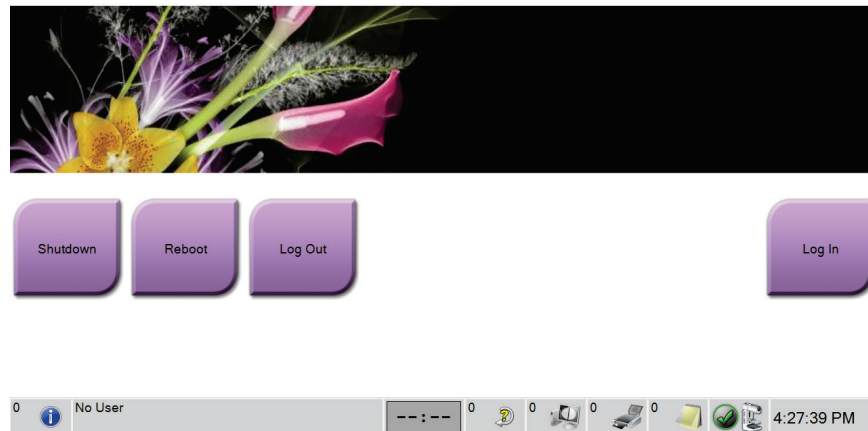 Shutdown
Reboot
Log Out
Log In
0
No User
--:--
0
0
0
0
4:27:39 PM